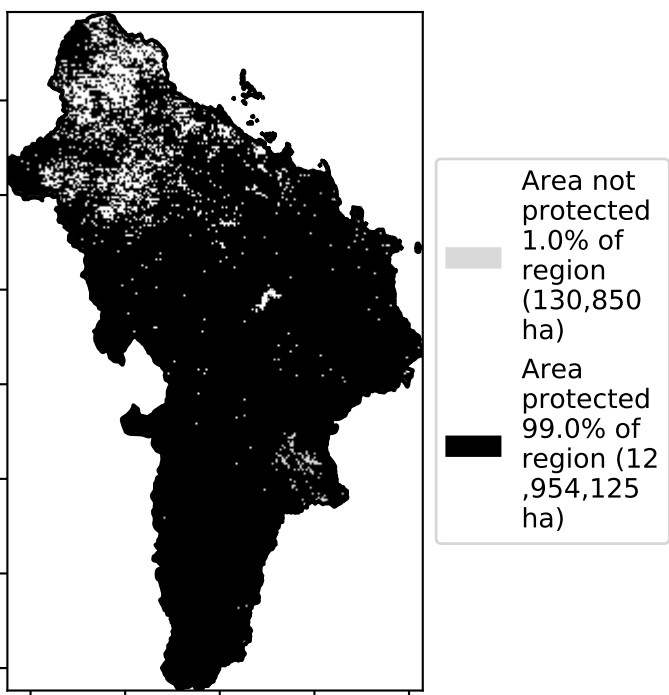 Area not
protected
1.0% of
region
(130,850
ha)
Area
protected
99.0% of
region (12
,954,125
ha)